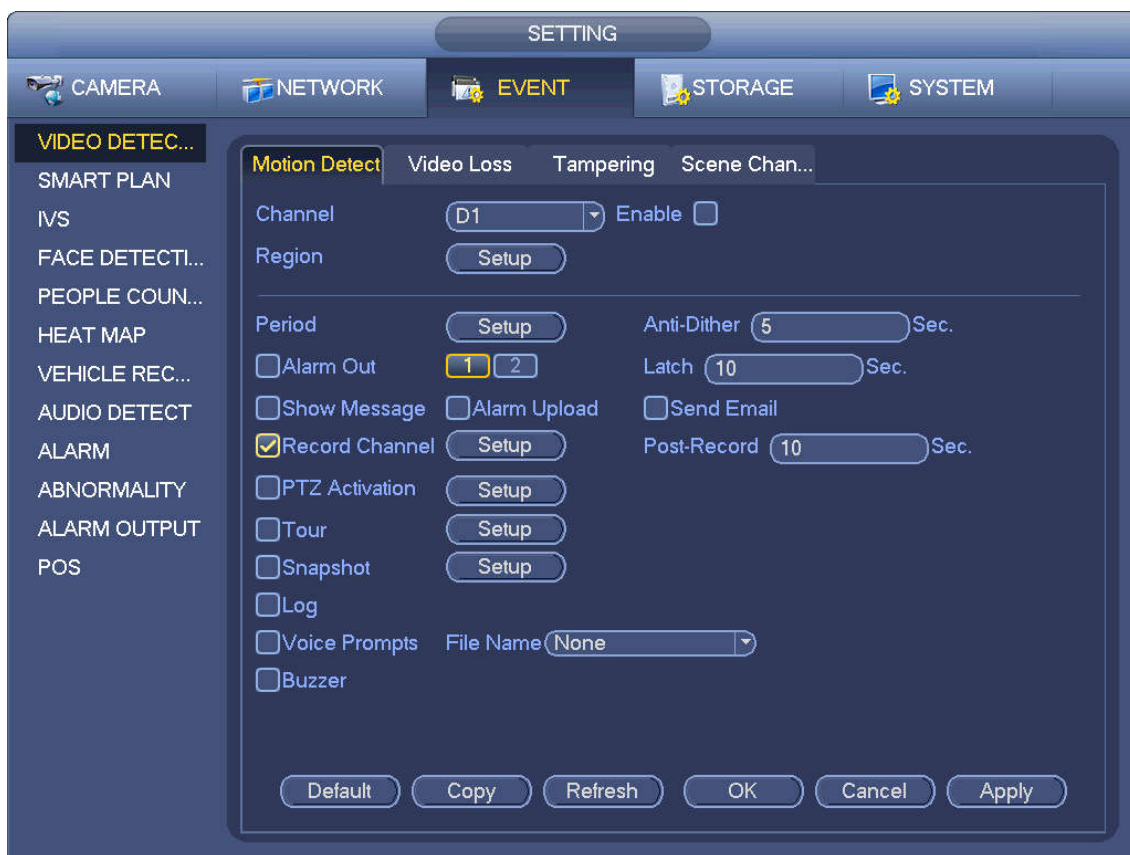 SETTING
CAMERA NETWORK EVENT STORAGE SYSTEM
VIDEO DETEC...
SMART PLAN
IVS
FACE DETECTI...
PEOPLE COUN...
HEAT MAP
VEHICLE REC...
AUDIO DETECT
ALARM
ABNORMALITY
ALARM OUTPUT
POS
Motion Detect Video Loss Tampering Scene Chan...
Channel D1 Enable
Region Setup
Period Setup Anti-Dither 5 Sec.
Alarm Out 1 2 Latch 10 Sec.
Show Message Alarm Upload Send Email
Record Channel Setup Post-Record 10 Sec.
PTZ Activation Setup
Tour Setup
Snapshot Setup
Log
Voice Prompts File Name None
Buzzer
Default Copy Refresh OK Cancel Apply